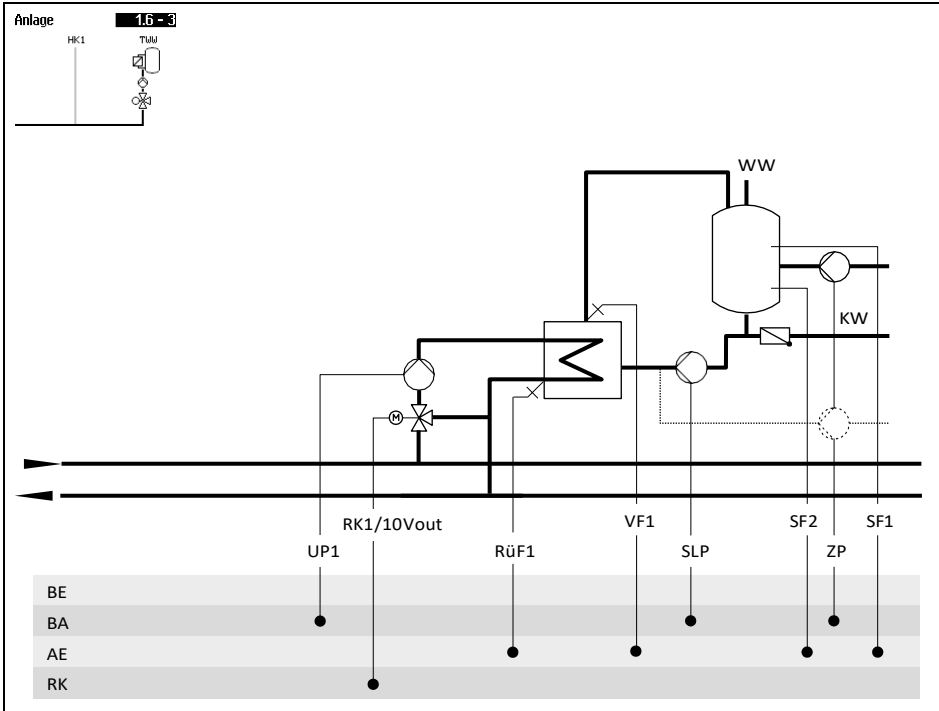 Anlage 1.6 - 3
HK1 TWW
WW
KW
M
RK1/10Vout VF1 SF2 SF1
UP1 RüF1 SLP ZP
BE
BA
AE
RK